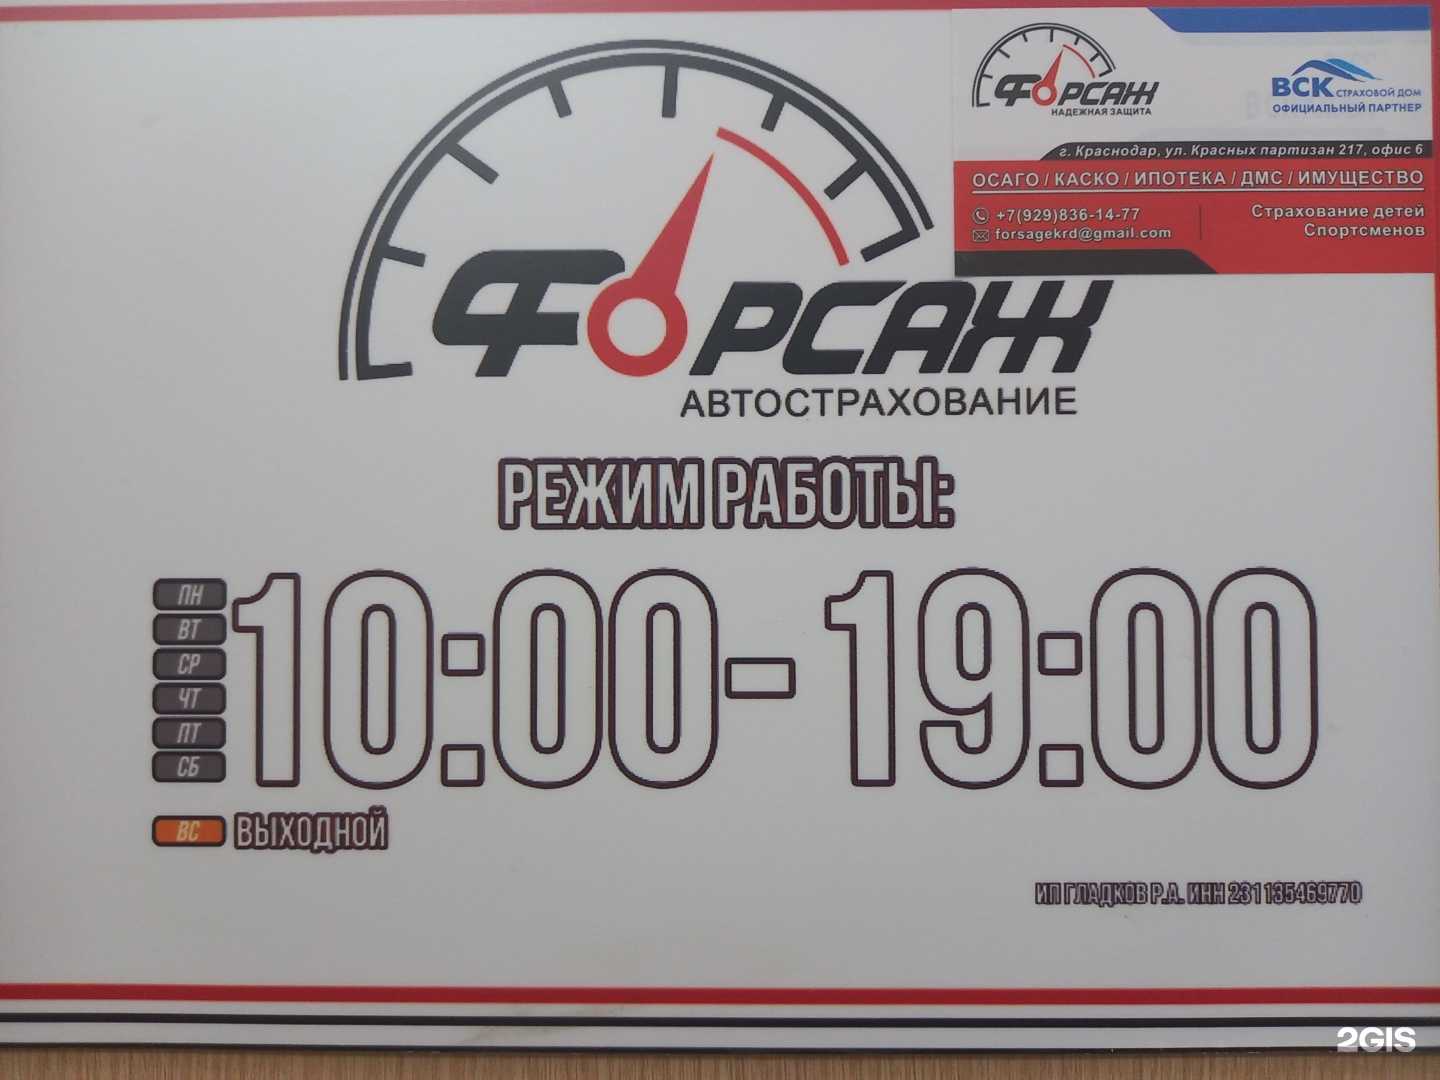 ФОРСАЖ
НАДЕЖНАЯ ЗАЩИТА
ВСК СТРАХОВОЙ ДОМ
ОФИЦИАЛЬНЫЙ ПАРТНЕР
г. Краснодар, ул. Красных партизан 217, офис 6
ОСАГО / КАСКО / ИПОТЕКА / ДМС / ИМУЩЕСТВО
+7(929)836-14-77
forsagekrd@gmail.com
Страхование детей
Спортсменов
ФОРСАЖ
АВТОСТРАХОВАНИЕ
РЕЖИМ РАБОТЫ:
ПН
ВТ
СР
ЧТ
ПТ
СБ
10:00-19:00
ВС ВЫХОДНОЙ
ИП ГЛАДКОВ Р.А. ИНН 231135469770
2GIS